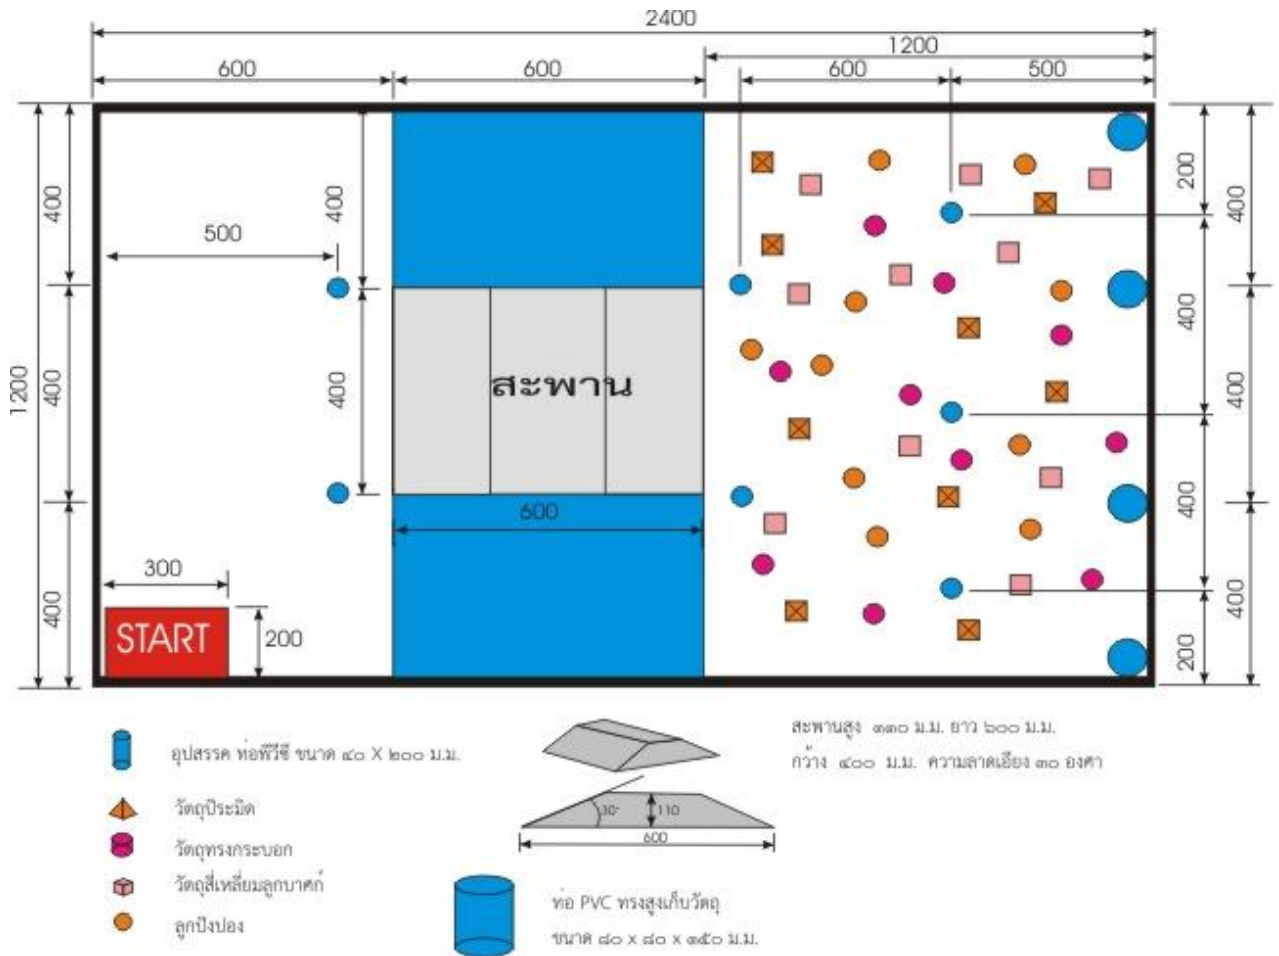 2400
1200
600
600
600
500
400
500
400
400
400
400
1200
300
START
200
สะพาน
600
200
400
400
200
400
400
400
อุปสรรค ท่อพีวีซี ขนาด ๔๐ X ๒๐๐ ม.ม.
วัตถุปิระมิด
วัตถุทรงกระบอก
วัตถุสี่เหลี่ยมลูกบาศก์
ลูกปิงปอง
สะพานสูง ๑๑๐ ม.ม. ยาว ๖๐๐ ม.ม.
กว้าง ๔๐๐ ม.ม. ความลาดเอียง ๓๐ องศา
30°
110
600
ท่อ PVC ทรงสูงเก็บวัตถุ
ขนาด ๘๐ x ๘๐ x ๑๕๐ ม.ม.